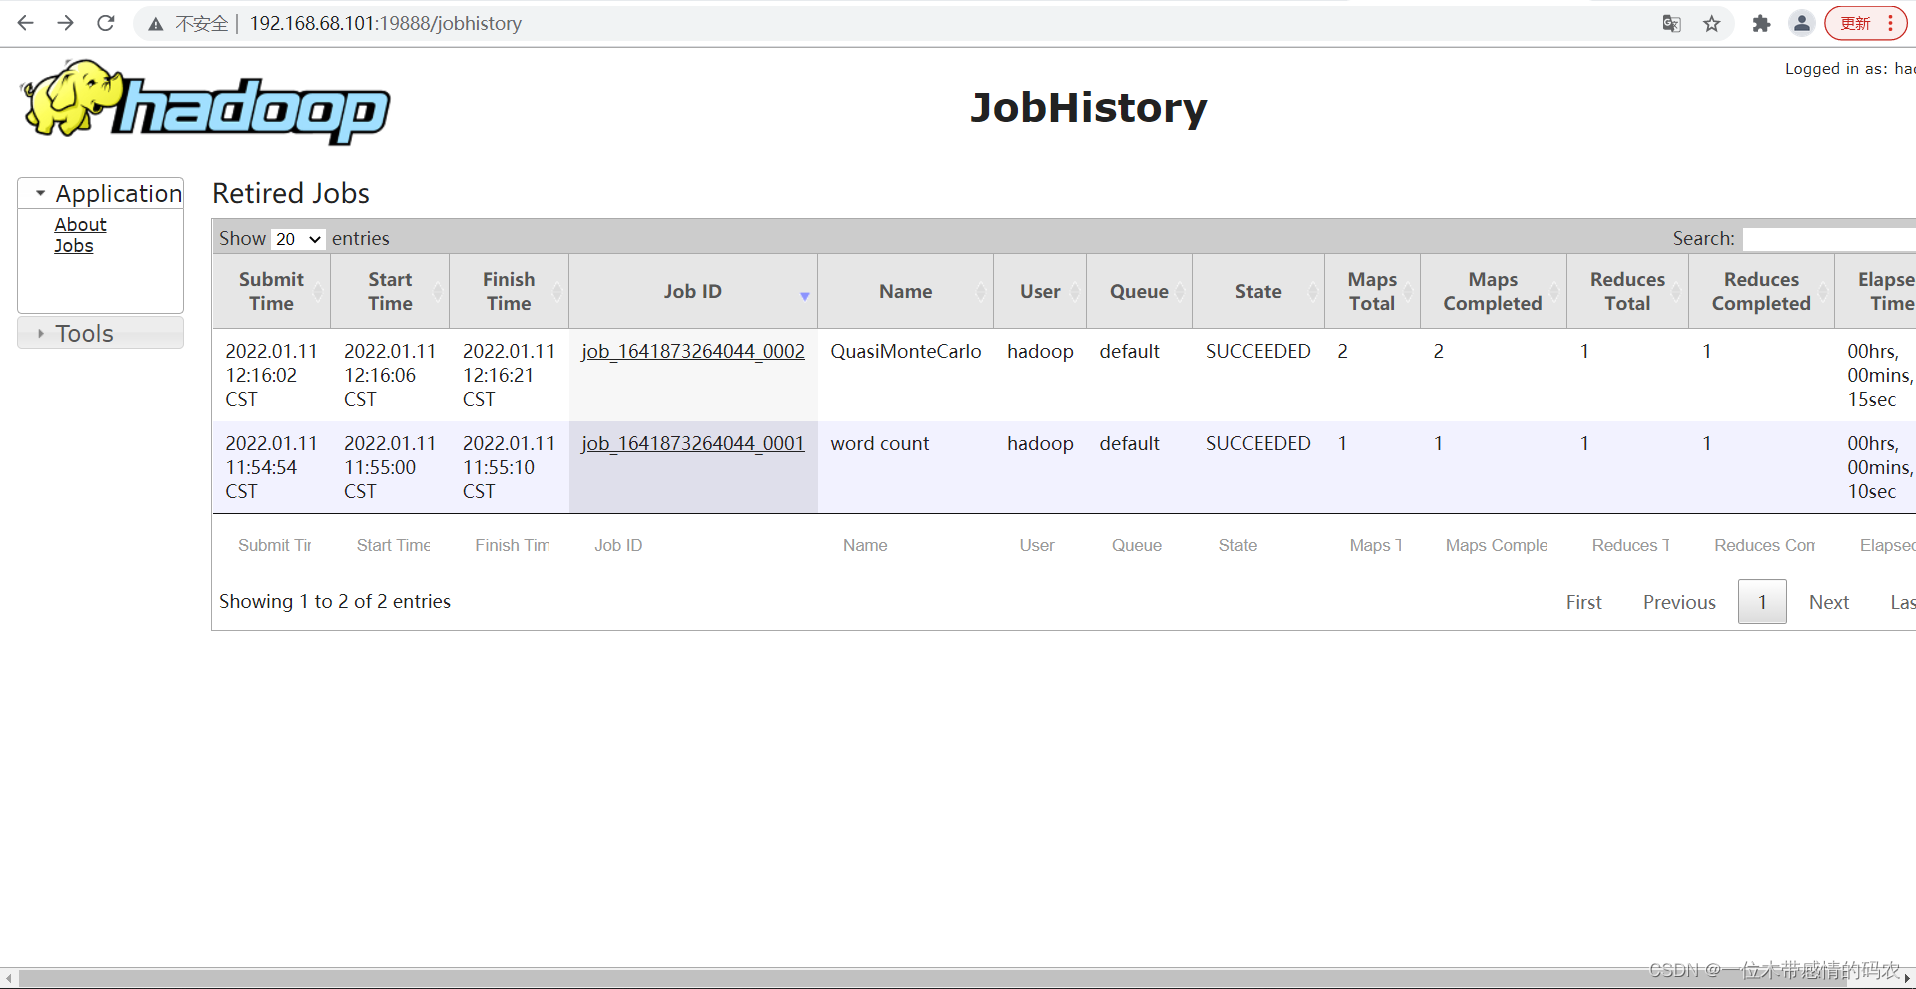 不安全 | 192.168.68.101:19888/jobhistory
更新
hadoop
JobHistory
Logged in as: had
Application
About
Jobs
Tools
Retired Jobs
Show 20 entries
Search:
Submit Time
Start Time
Finish Time
Job ID
Name
User
Queue
State
Maps Total
Maps Completed
Reduces Total
Reduces Completed
Elapse
Time
2022.01.11 12:16:02 CST
2022.01.11 12:16:06 CST
2022.01.11 12:16:21 CST
job_1641873264044_0002
QuasiMonteCarlo
hadoop
default
SUCCEEDED
2
2
1
1
00hrs, 00mins, 15sec
2022.01.11 11:54:54 CST
2022.01.11 11:55:00 CST
2022.01.11 11:55:10 CST
job_1641873264044_0001
word count
hadoop
default
SUCCEEDED
1
1
1
1
00hrs, 00mins, 10sec
Submit Tir
Start Time
Finish Tim
Job ID
Name
User
Queue
State
Maps T
Maps Comple
Reduces T
Reduces Com
Elapsed
Showing 1 to 2 of 2 entries
First
Previous
1
Next
Las
CSDN @一位木带感情的码农